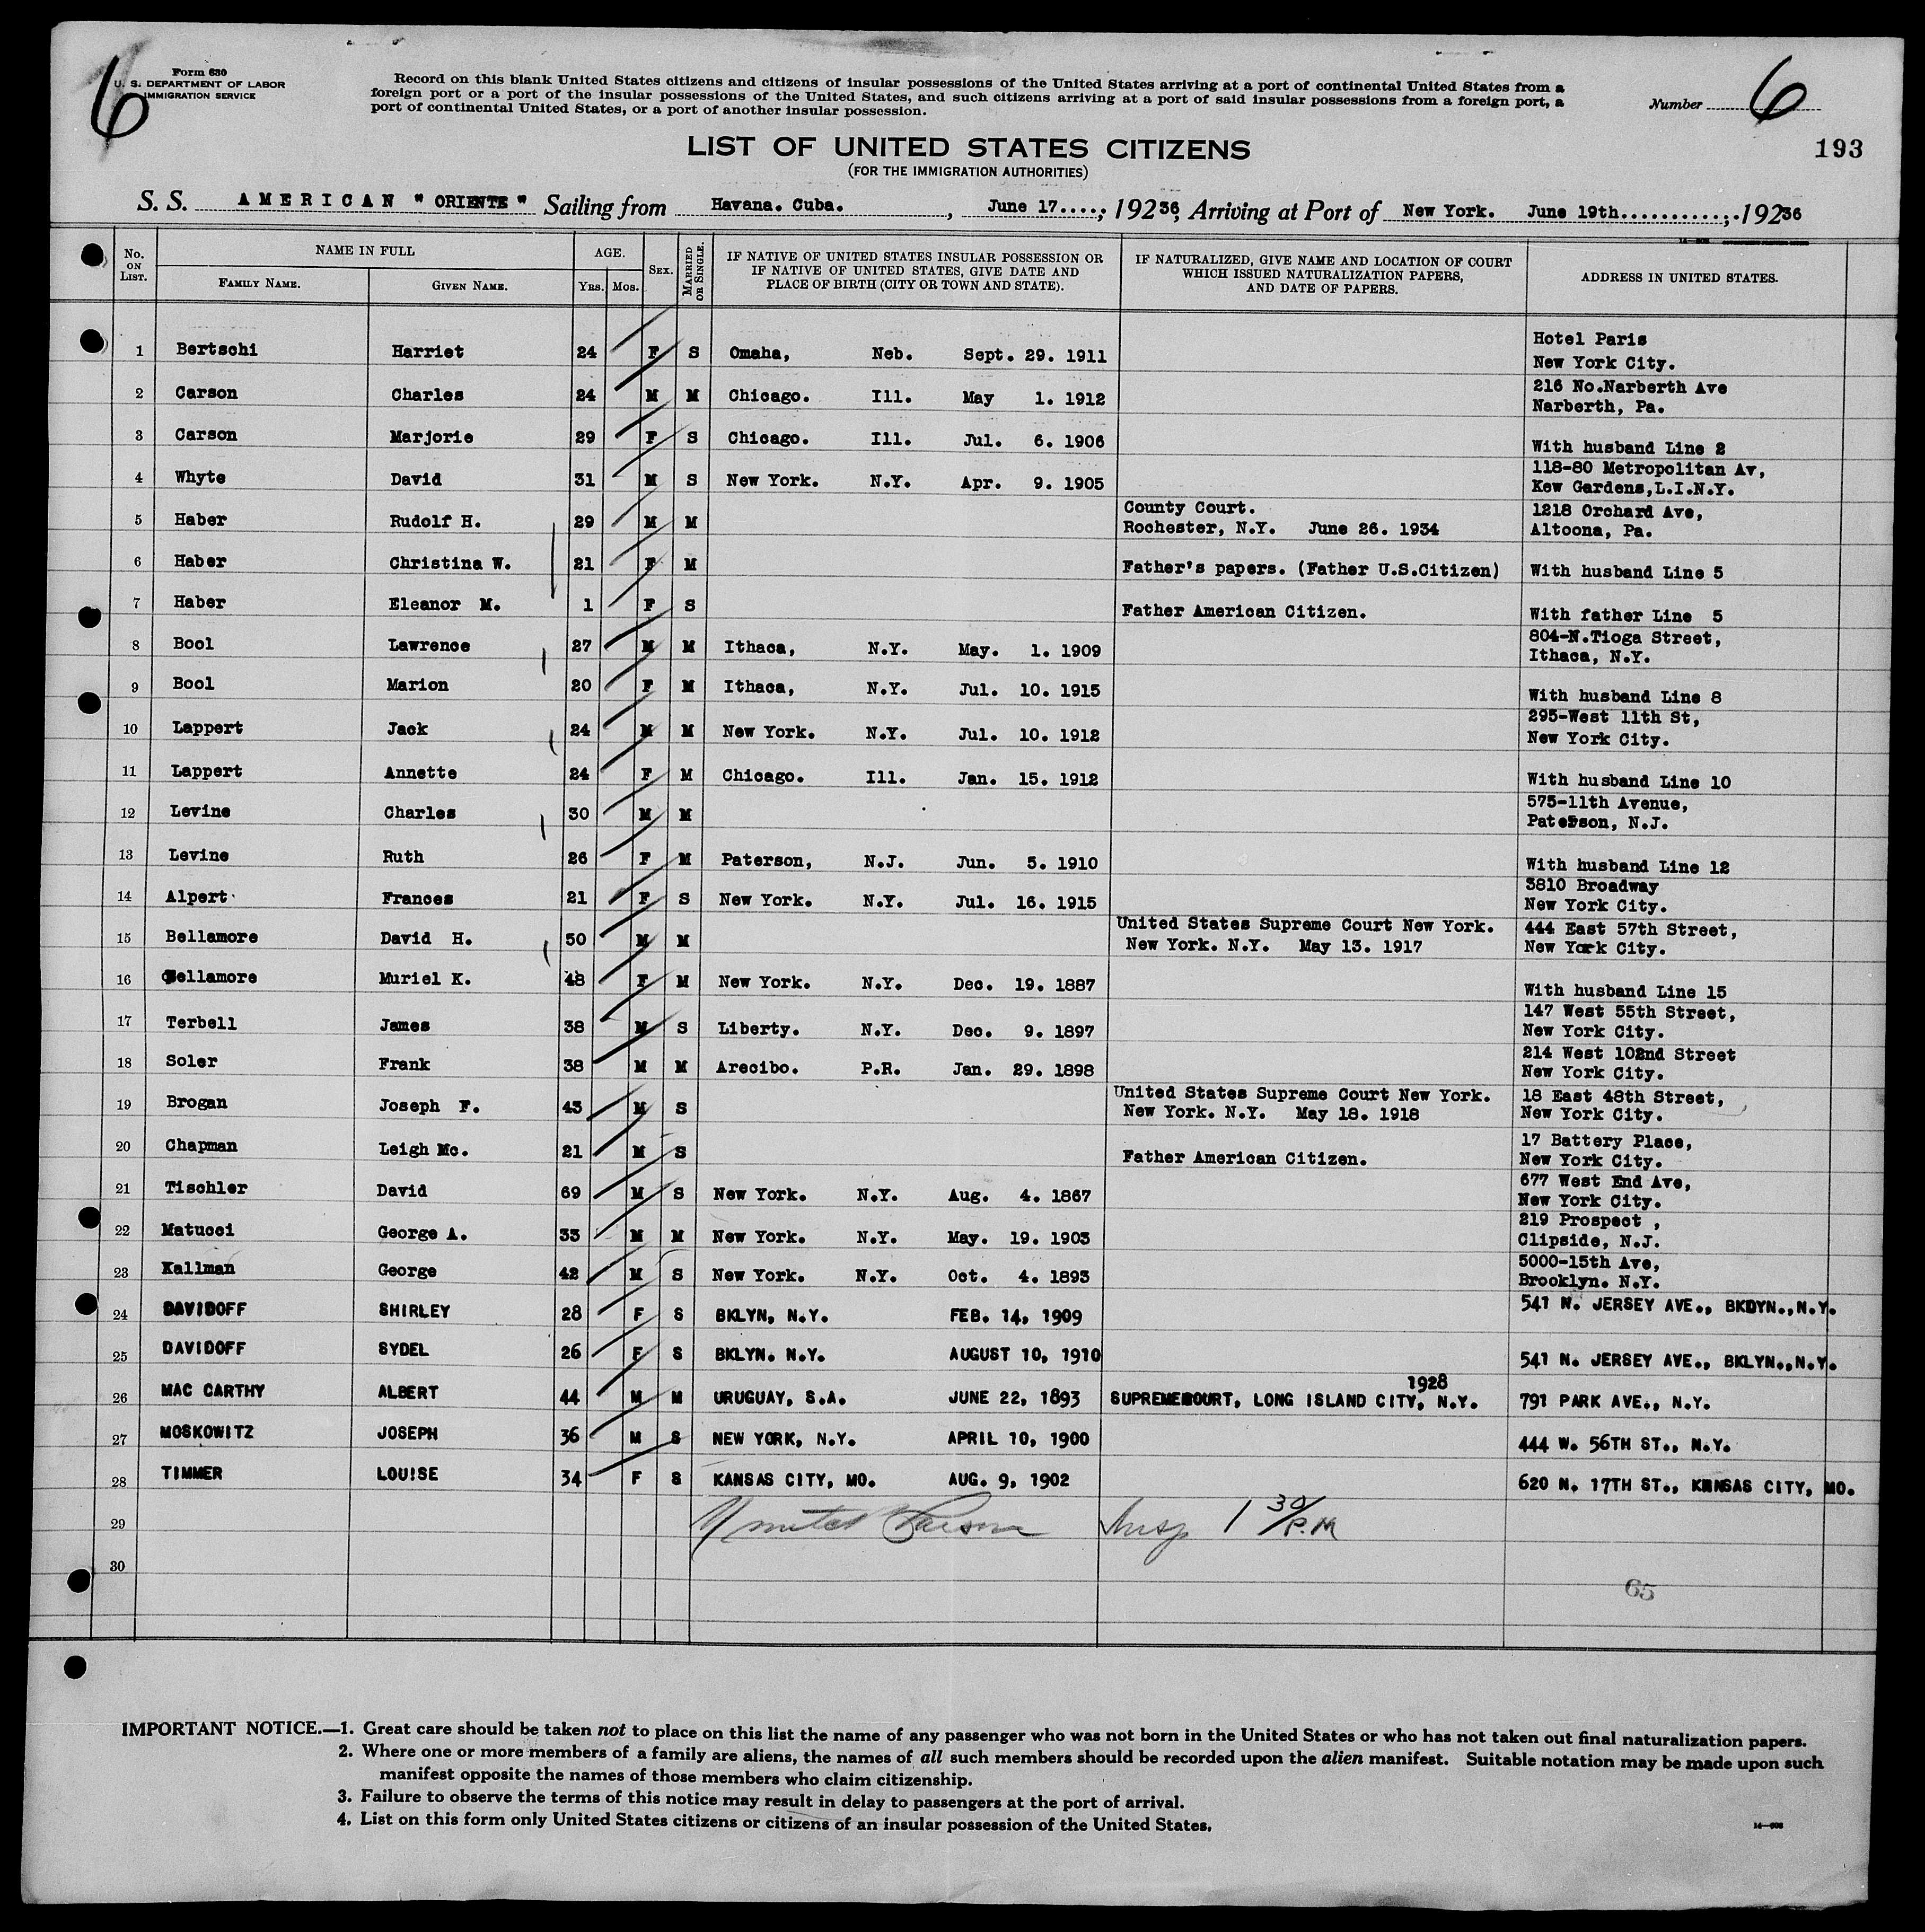 6
Form 630
U. S. DEPARTMENT OF LABOR
IMMIGRATION SERVICE
Record on this blank United States citizens and citizens of insular possessions of the United States arriving at a port of continental United States from a
foreign port or a port of the insular possessions of the United States, and such citizens arriving at a port of said insular possessions from a foreign port, a
port of continental United States, or a port of another insular possession.
Number 6
193
LIST OF UNITED STATES CITIZENS
(FOR THE IMMIGRATION AUTHORITIES)
S. S. AMERICAN "ORIENTE" Sailing from Havana. Cuba. , June 17....; 19236, Arriving at Port of New York. June 19th...........; 19236
No. ON LIST. NAME IN FULL AGE. SEX. MARRIED OR SINGLE. IF NATIVE OF UNITED STATES INSULAR POSSESSION OR IF NATIVE OF UNITED STATES, GIVE DATE AND PLACE OF BIRTH (CITY OR TOWN AND STATE). IF NATURALIZED, GIVE NAME AND LOCATION OF COURT WHICH ISSUED NATURALIZATION PAPERS, AND DATE OF PAPERS. ADDRESS IN UNITED STATES.
FAMILY NAME. GIVEN NAME. YRS. MOS.
1 Bertschi Harriet 24 F S Omaha, Neb. Sept. 29. 1911 Hotel Paris
New York City.
2 Carson Charles 24 M M Chicago. Ill. May 1. 1912 216 No.Narberth Ave
Narberth, Pa.
3 Carson Marjorie 29 F S Chicago. Ill. Jul. 6. 1906 With husband Line 2
4 Whyte David 31 M S New York. N.Y. Apr. 9. 1905 118-80 Metropolitan Av,
Kew Gardens,L.I.N.Y.
5 Haber Rudolf H. 29 M M County Court. 1218 Orchard Ave,
Rochester, N.Y. June 26. 1934 Altoona, Pa.
6 Haber Christina W. 21 F M Father's papers. (Father U.S.Citizen) With husband Line 5
7 Haber Eleanor M. 1 F S Father American Citizen. With father Line 5
8 Bool Lawrence 27 M M Ithaca, N.Y. May. 1. 1909 804-N.Tioga Street,
Ithaca, N.Y.
9 Bool Marion 20 F M Ithaca, N.Y. Jul. 10. 1915 With husband Line 8
10 Lappert Jack 24 M M New York. N.Y. Jul. 10. 1912 295-West 11th St,
New York City.
11 Lappert Annette 24 F M Chicago. Ill. Jan. 15. 1912 With husband Line 10
12 Levine Charles 30 M M 575-11th Avenue,
Paterson, N.J.
13 Levine Ruth 26 F M Paterson, N.J. Jun. 5. 1910 With husband Line 12
14 Alpert Frances 21 F S New York. N.Y. Jul. 16. 1915 3810 Broadway
New York City.
15 Bellamore David H. 50 M M United States Supreme Court New York. 444 East 57th Street,
New York. N.Y. May 13. 1917 New York City.
16 Bellamore Muriel K. 48 F M New York. N.Y. Dec. 19. 1887 With husband Line 15
17 Terbell James 38 M S Liberty. N.Y. Dec. 9. 1897 147 West 55th Street,
New York City.
18 Soler Frank 38 M M Arecibo. P.R. Jan. 29. 1898 214 West 102nd Street
New York City.
19 Brogan Joseph F. 43 M S United States Supreme Court New York. 18 East 48th Street,
New York. N.Y. May 18. 1918 New York City.
20 Chapman Leigh Mc. 21 M S Father American Citizen. 17 Battery Place,
New York City.
21 Tischler David 69 M S New York. N.Y. Aug. 4. 1867 677 West End Ave,
New York City.
22 Matucci George A. 33 M M New York. N.Y. May. 19. 1903 219 Prospect ,
Clipside, N.J.
23 Kallman George 42 M S New York. N.Y. Oct. 4. 1893 5000-15th Ave,
Brooklyn. N.Y.
24 DAVIDOFF SHIRLEY 28 F S BKLYN, N.Y. FEB. 14, 1909 541 N. JERSEY AVE., BKDYN.,N.Y.
25 DAVIDOFF SYDEL 26 F S BKLYN. N.Y. AUGUST 10, 1910 541 N. JERSEY AVE., BKLYN.,N.Y.
1928
26 MAC CARTHY ALBERT 44 M M URUGUAY, S.A. JUNE 22, 1893 SUPREME COURT, LONG ISLAND CITY, N.Y. 791 PARK AVE., N.Y.
27 MOSKOWITZ JOSEPH 36 M S NEW YORK, N.Y. APRIL 10, 1900 444 W. 56TH ST., N.Y.
28 TIMMER LOUISE 34 F S KANSAS CITY, MO. AUG. 9, 1902 620 N. 17TH ST., KANSAS CITY, MO.
29 Insp 1 30/P.M
30
65
IMPORTANT NOTICE.—1. Great care should be taken not to place on this list the name of any passenger who was not born in the United States or who has not taken out final naturalization papers.
2. Where one or more members of a family are aliens, the names of all such members should be recorded upon the alien manifest. Suitable notation may be made upon such
manifest opposite the names of those members who claim citizenship.
3. Failure to observe the terms of this notice may result in delay to passengers at the port of arrival.
4. List on this form only United States citizens or citizens of an insular possession of the United States.